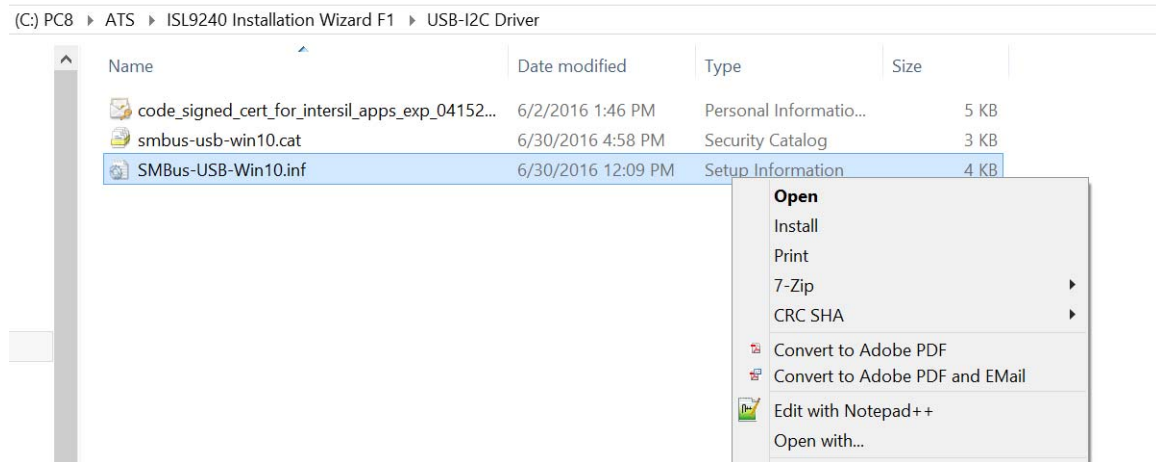 (C:) PC8 ▸ ATS ▸ ISL9240 Installation Wizard F1 ▸ USB-I2C Driver
Name Date modified Type Size
code_signed_cert_for_intersil_apps_exp_04152... 6/2/2016 1:46 PM Personal Informatio... 5 KB
smbus-usb-win10.cat 6/30/2016 4:58 PM Security Catalog 3 KB
SMBus-USB-Win10.inf 6/30/2016 12:09 PM Setup Information 4 KB
Open
Install
Print
7-Zip
CRC SHA
Convert to Adobe PDF
Convert to Adobe PDF and EMail
Edit with Notepad++
Open with...